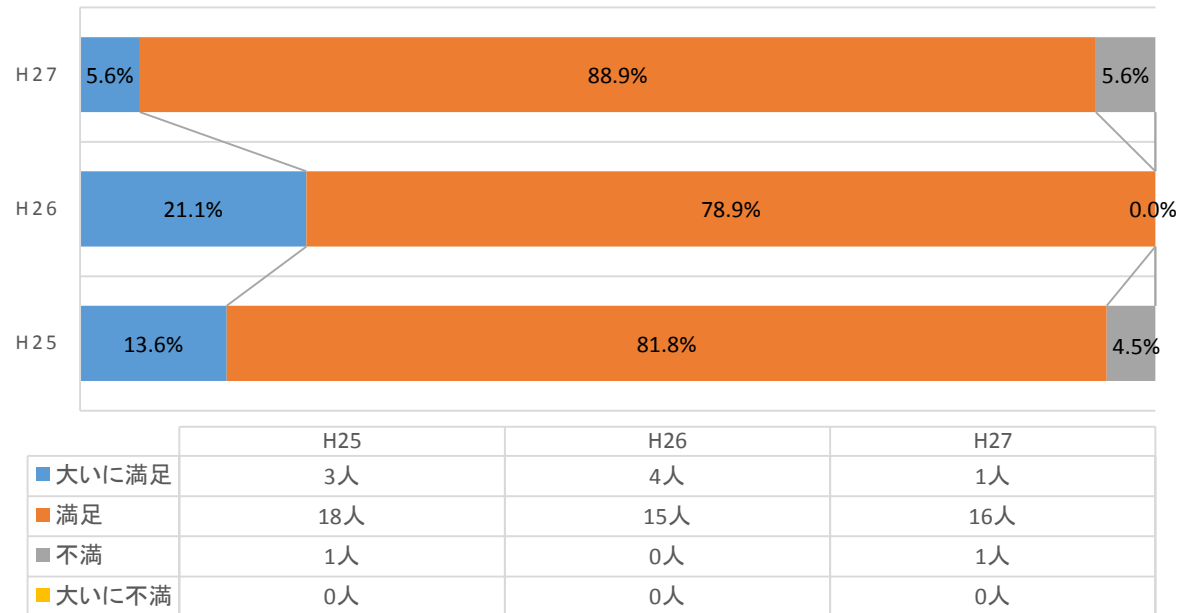 H27 5.6% 88.9% 5.6%
H26 21.1% 78.9% 0.0%
H25 13.6% 81.8% 4.5%
H25 H26 H27
大いに満足 3人 4人 1人
満足 18人 15人 16人
不満 1人 0人 1人
大いに不満 0人 0人 0人